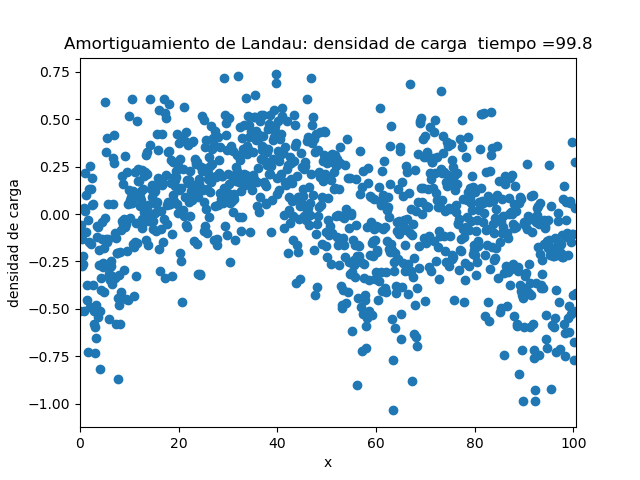 Amortiguamiento de Landau: densidad de carga  tiempo =99.8
0.75
0.50
0.25
0.00
−0.25
−0.50
−0.75
−1.00
densidad de carga
0 20 40 60 80 100
x